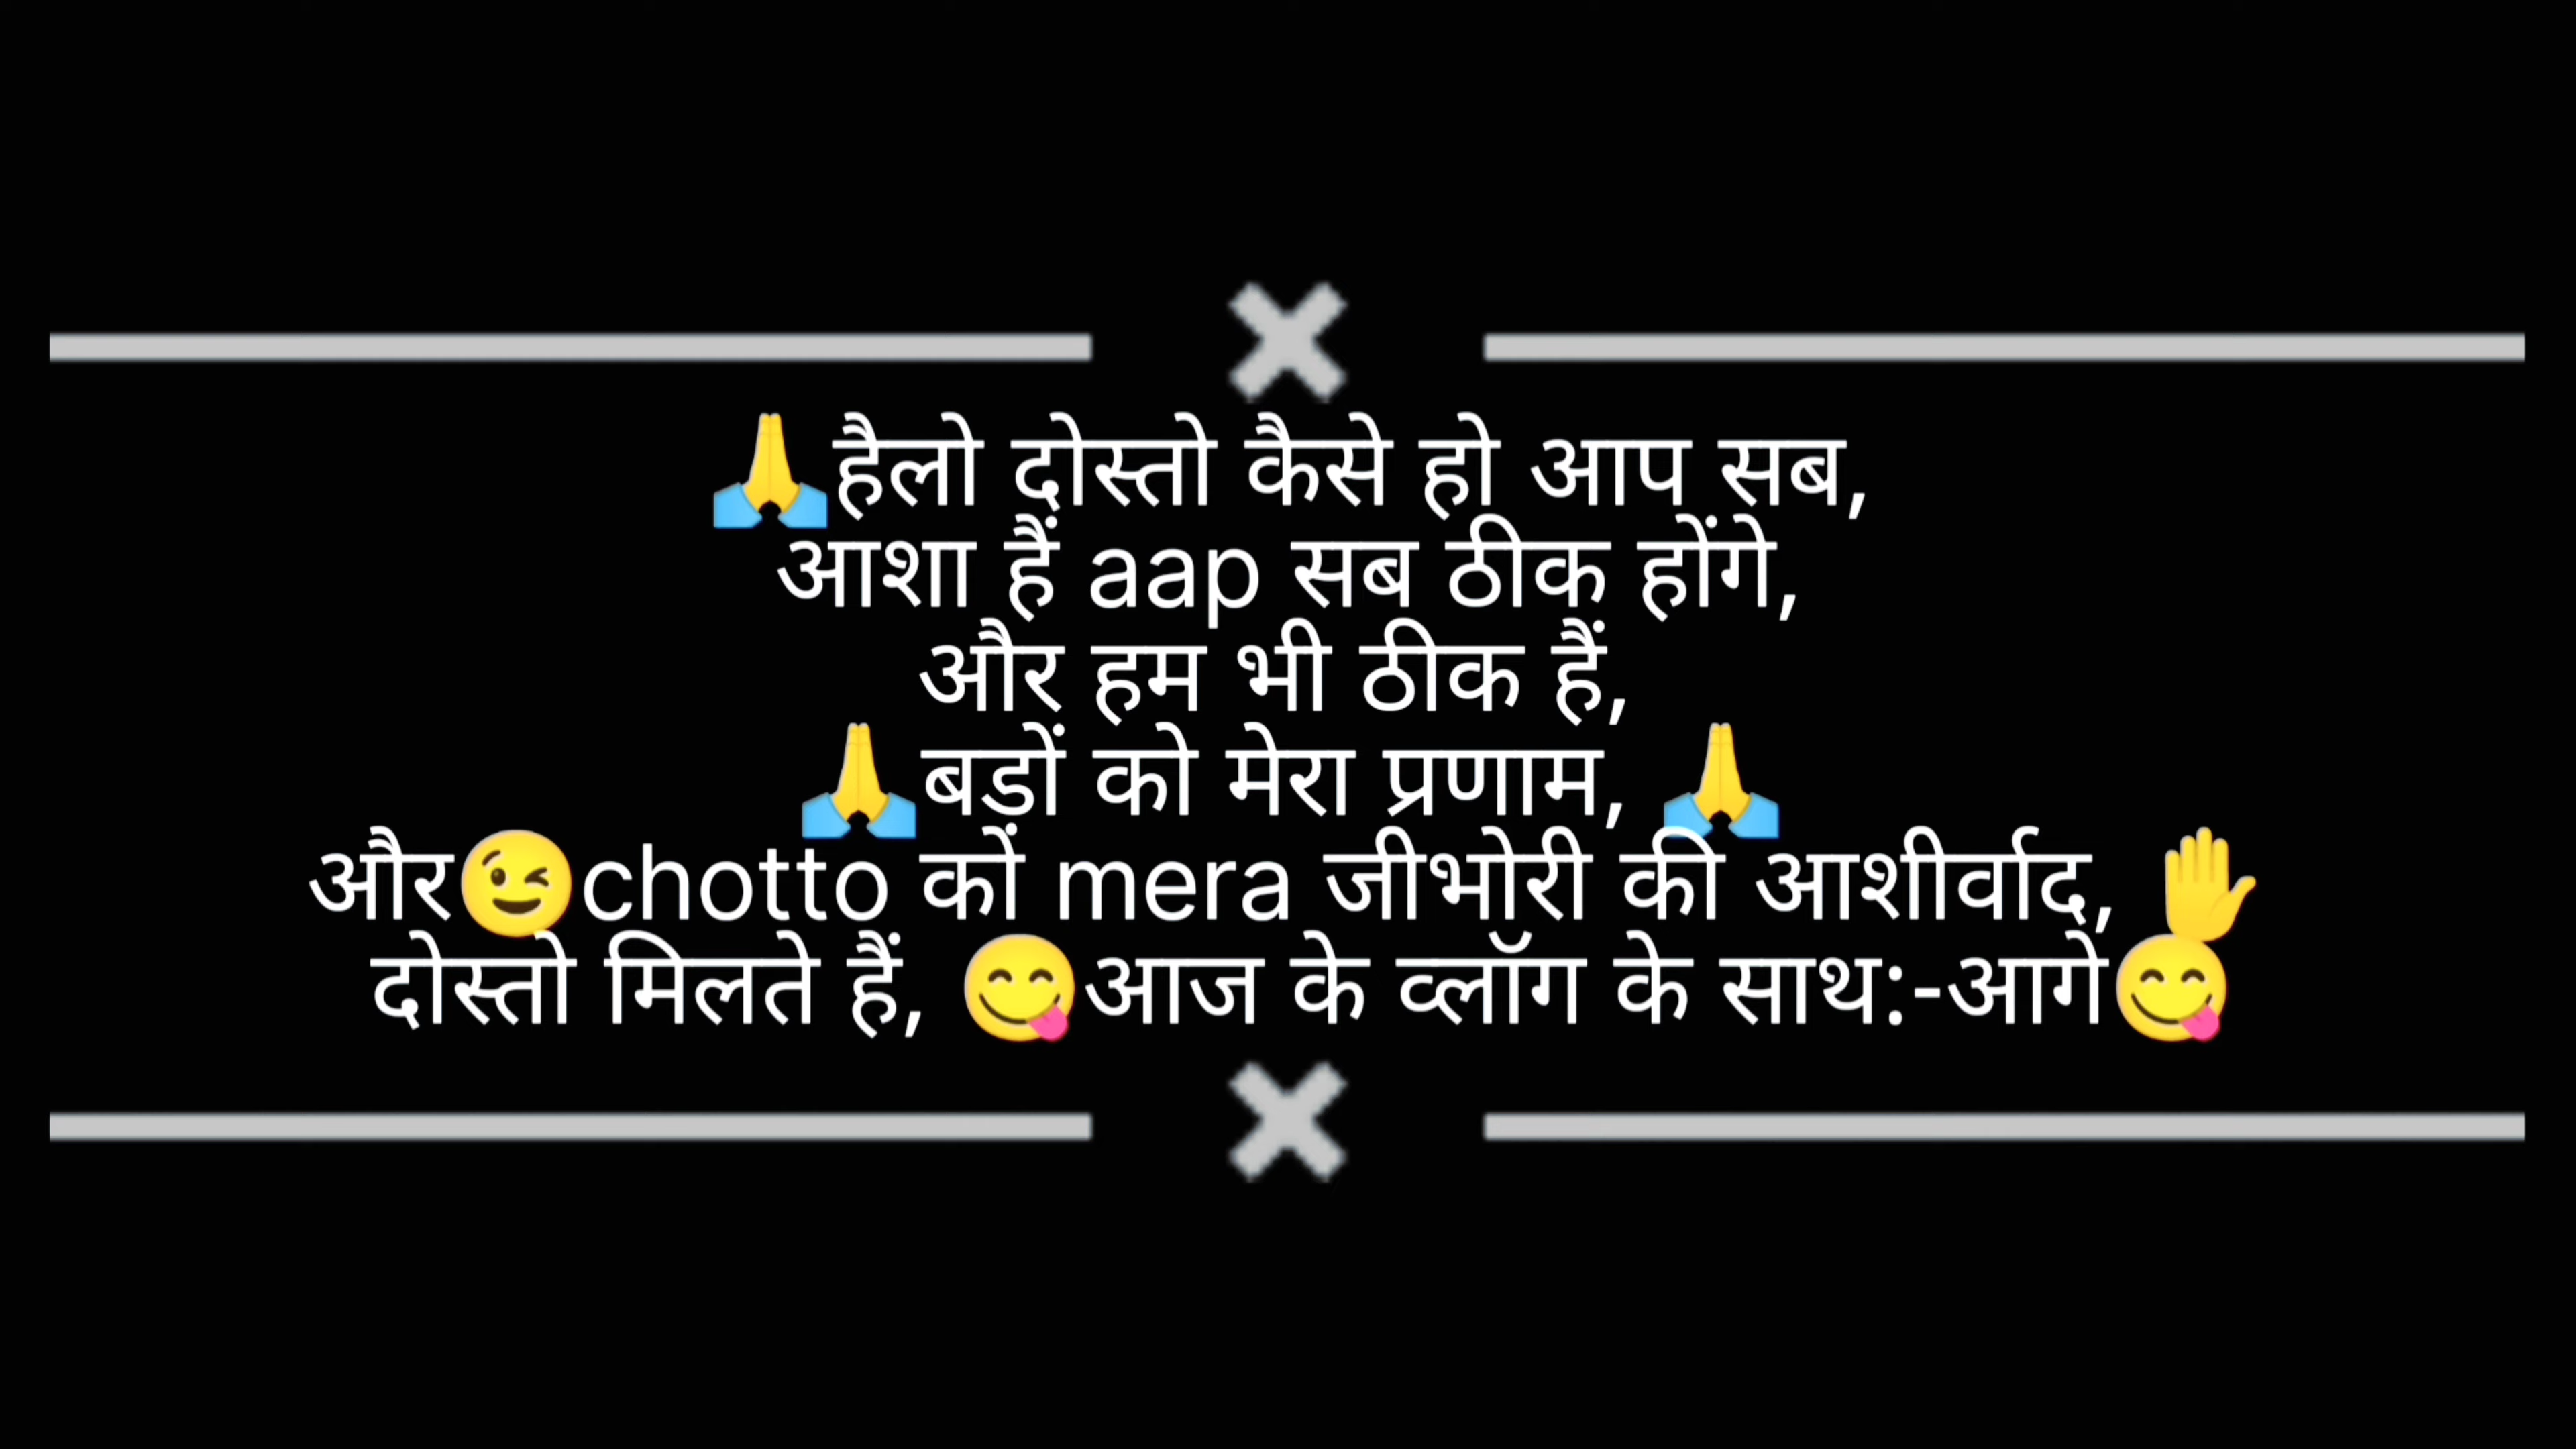 🙏हैलो दोस्तो कैसे हो आप सब,
आशा हैं aap सब ठीक होंगे,
और हम भी ठीक हैं,
🙏बडों को मेरा प्रणाम, 🙏
और😉chotto कों mera जीभोरी की आशीर्वाद, ✋
दोस्तो मिलते हैं, 😋आज के व्लॉग के साथ:-आगे😋